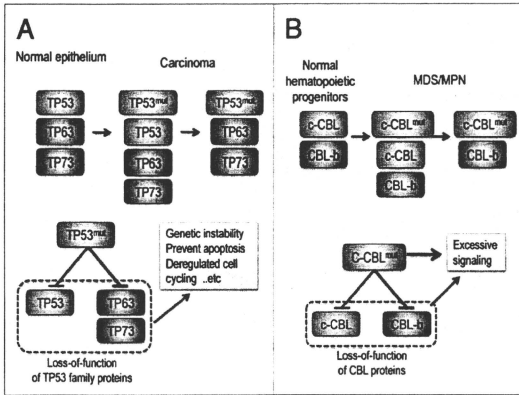 A
Normal epithelium
Carcinoma
TP53
TP63
TP73
TP53mut
TP53
TP63
TP73
TP53mut
TP63
TP73
TP53mut
TP53
TP63
TP73
Genetic instability
Prevent apoptosis
Deregulated cell
cycling ..etc
Loss-of-function
of TP53 family proteins
B
Normal
hematopoietic
progenitors
MDS/MPN
c-CBL
CBL-b
c-CBLmut
c-CBL
CBL-b
c-CBLmut
CBL-b
C-CBLmut
c-CBL
CBL-b
Excessive
signaling
Loss-of-function
of CBL proteins